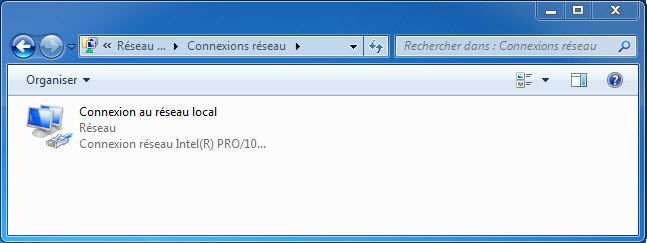 « Réseau ... Connexions réseau Rechercher dans : Connexions réseau
Organiser
Connexion au réseau local
Réseau
Connexion réseau Intel(R) PRO/10...